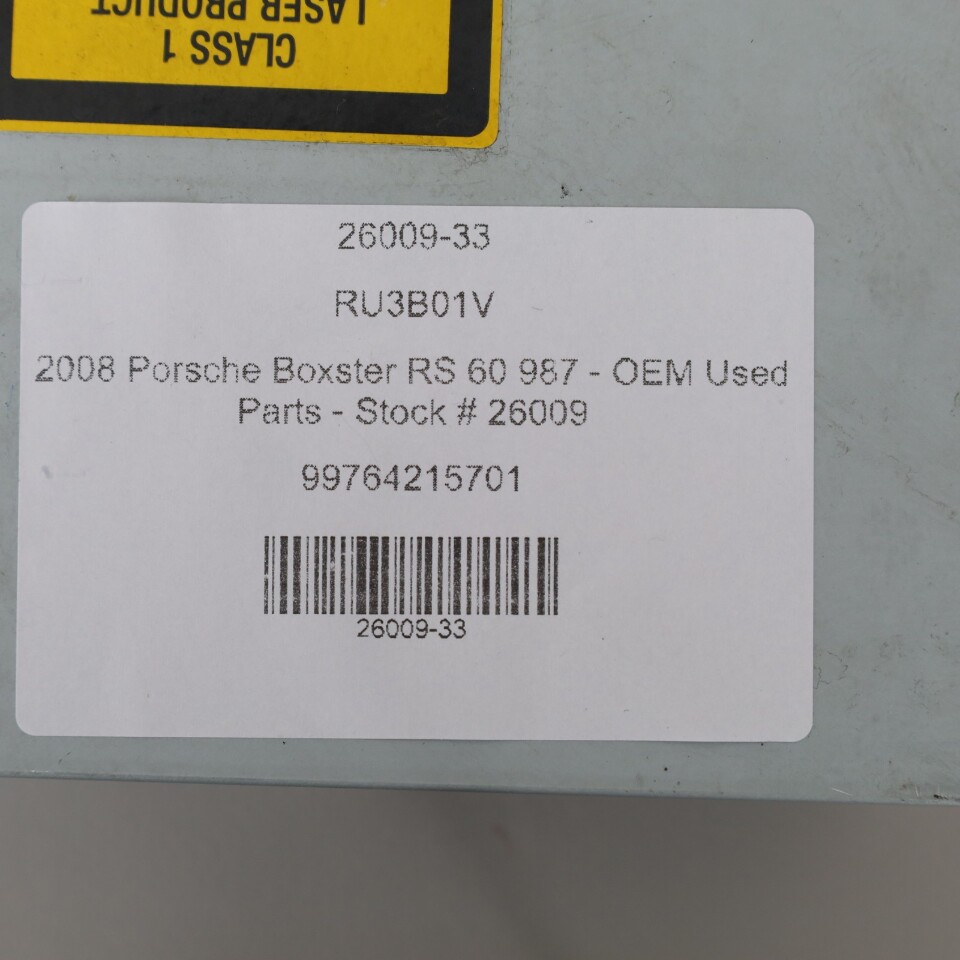 CLASS 1
LASER PRODUCT
26009-33
RU3B01V
2008 Porsche Boxster RS 60 987 - OEM Used
Parts - Stock # 26009
99764215701
26009-33